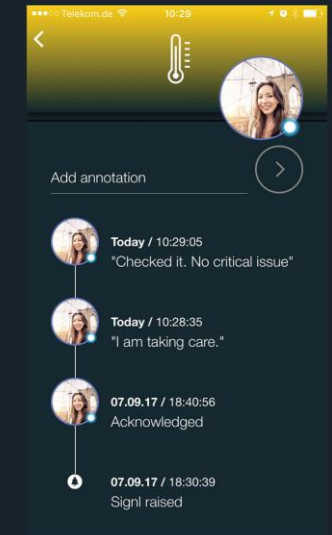 Telekom.de 10:29
Add annotation
Today / 10:29:05
"Checked it. No critical issue"
Today / 10:28:35
"I am taking care."
07.09.17 / 18:40:56
Acknowledged
07.09.17 / 18:30:39
Signl raised